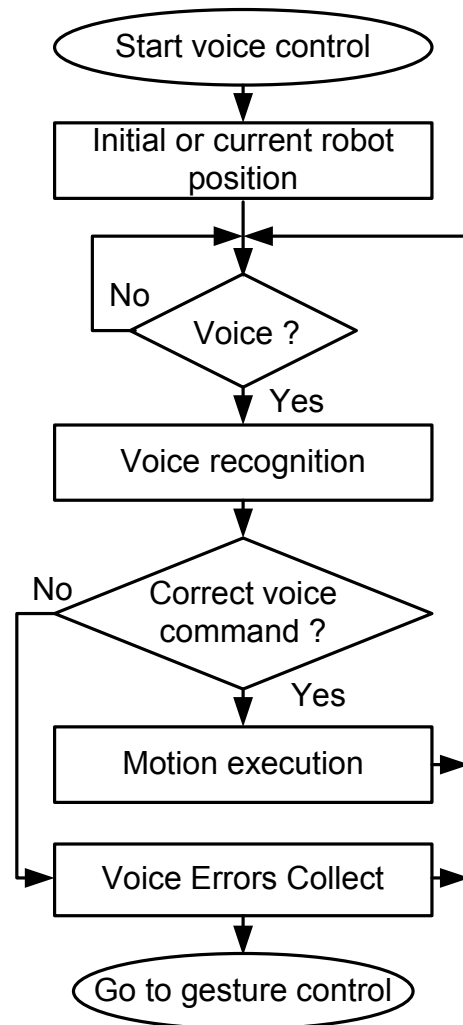 Start voice control
Initial or current robot
position
No
Voice ?
Yes
Voice recognition
No
Correct voice
command ?
Yes
Motion execution
Voice Errors Collect
Go to gesture control